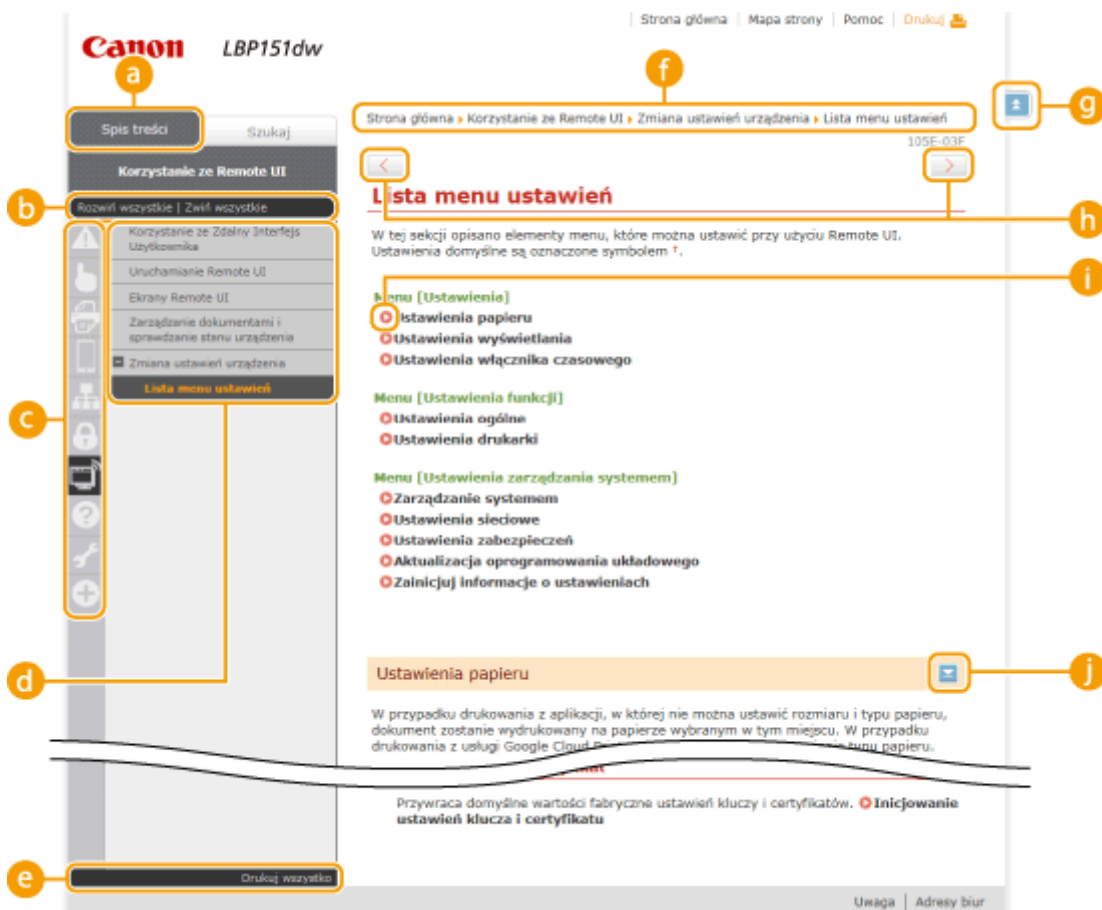 Strona główna | Mapa strony | Pomoc | Drukuj
Canon LBP151dw
a
f
g
Spis treści
Szukaj
Strona główna Korzystanie ze Remote UI Zmiana ustawień urządzenia Lista menu ustawień
105E-03F
Korzystanie ze Remote UI
b
Rozwiń wszystkie | Zwiń wszystkie
h
Lista menu ustawień
Korzystanie ze Zdalny Interfejs
Użytkownika
Uruchamianie Remote UI
Ekrany Remote UI
Zarządzanie dokumentami i
sprawdzanie stanu urządzenia
Zmiana ustawień urządzenia
Lista menu ustawień
c
d
W tej sekcji opisano elementy menu, które można ustawić przy użyciu Remote UI.
Ustawienia domyślne są oznaczone symbolem †.
i
Menu [Ustawienia]
Ustawienia papieru
Ustawienia wyświetlania
Ustawienia włącznika czasowego
Menu [Ustawienia funkcji]
Ustawienia ogólne
Ustawienia drukarki
Menu [Ustawienia zarządzania systemem]
Zarządzanie systemem
Ustawienia sieciowe
Ustawienia zabezpieczeń
Aktualizacja oprogramowania układowego
Zainicjuj informacje o ustawieniach
Ustawienia papieru
j
W przypadku drukowania z aplikacji, w której nie można ustawić rozmiaru i typu papieru,
dokument zostanie wydrukowany na papierze wybranym w tym miejscu. W przypadku
drukowania z usługi Google Cloud typu papieru.
Przywraca domyślne wartości fabryczne ustawień kluczy i certyfikatów. Inicjowanie
ustawień klucza i certyfikatu
e
Drukuj wszystko
Uwaga | Adresy biur